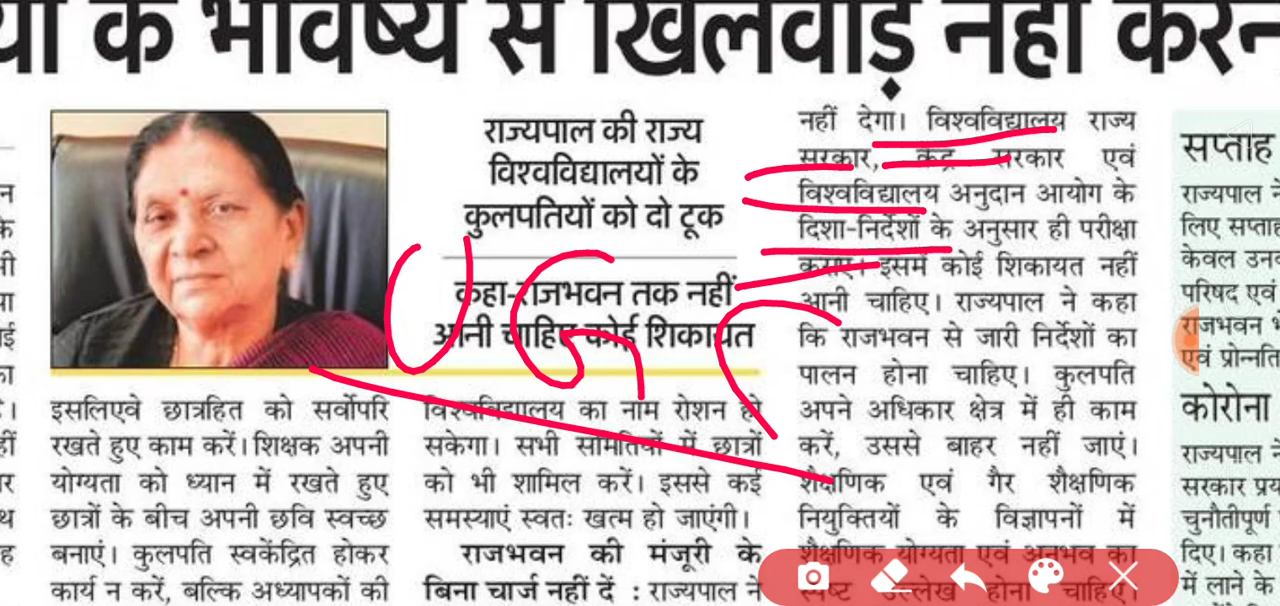 के भविष्य से खिलवाड़ नहीं
राज्यपाल की राज्य
विश्वविद्यालयों के
कुलपतियों को दो टूक
कहा-राजभवन तक नहीं
आनी चाहिए कोई शिकायत
UGC
इसलिएवे छात्रहित को सर्वोपरि
रखते हुए काम करें। शिक्षक अपनी
योग्यता को ध्यान में रखते हुए
छात्रों के बीच अपनी छवि स्वच्छ
बनाएं। कुलपति स्वकेंद्रित होकर
कार्य न करें, बल्कि अध्यापकों की
विश्वविद्यालय का नाम रोशन हो
सकेगा। सभी समितियों में छात्रों
को भी शामिल करें। इससे कई
समस्याएं स्वतः खत्म हो जाएंगी।
राजभवन की मंजूरी के
बिना चार्ज नहीं दें : राज्यपाल ने
नहीं देगा। विश्वविद्यालय राज्य
सरकार, केंद्र सरकार एवं
विश्वविद्यालय अनुदान आयोग के
दिशा-निर्देशों के अनुसार ही परीक्षा
कराएं। इसमें कोई शिकायत नहीं
आनी चाहिए। राज्यपाल ने कहा
कि राजभवन से जारी निर्देशों का
पालन होना चाहिए। कुलपति
अपने अधिकार क्षेत्र में ही काम
करें, उससे बाहर नहीं जाएं।
शैक्षणिक एवं गैर शैक्षणिक
नियुक्तियों के विज्ञापनों में
शैक्षणिक योग्यता एवं अनुभव का
स्पष्ट उल्लेख होना चाहिए।
सप्ताह
राज्यपाल ने
लिए सप्ताह
केवल उनव
परिषद एवं
राजभवन
एवं प्रोन्नति
कोरोना
राज्यपाल ने
सरकार प्रय
चुनौतीपूर्ण
दिए। कहा
में लाने के